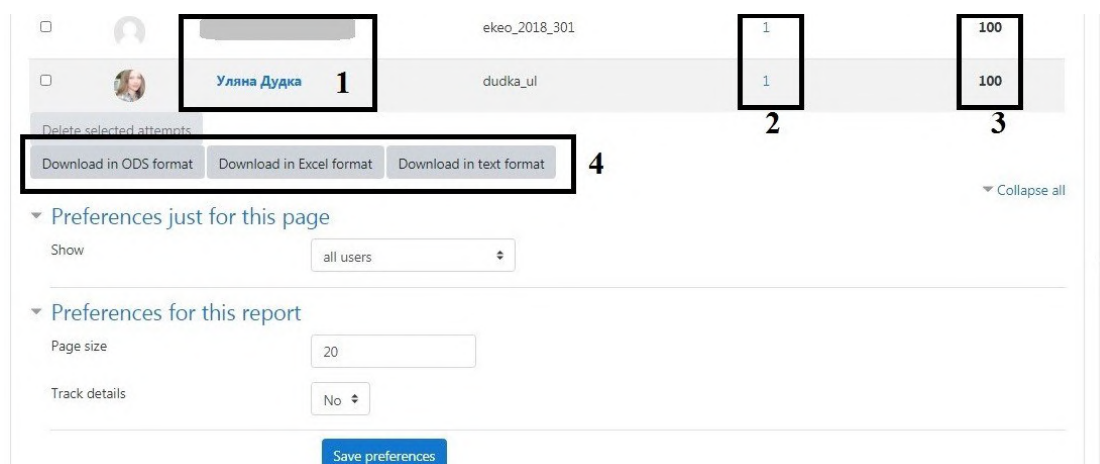 ekeo_2018_301 1 100
Уляна Дудка 1 dudka_ul 1 100
2 3
Delete selected attempts
Download in ODS format Download in Excel format Download in text format 4
Collapse all
Preferences just for this page
Show all users
Preferences for this report
Page size 20
Track details No
Save preferences